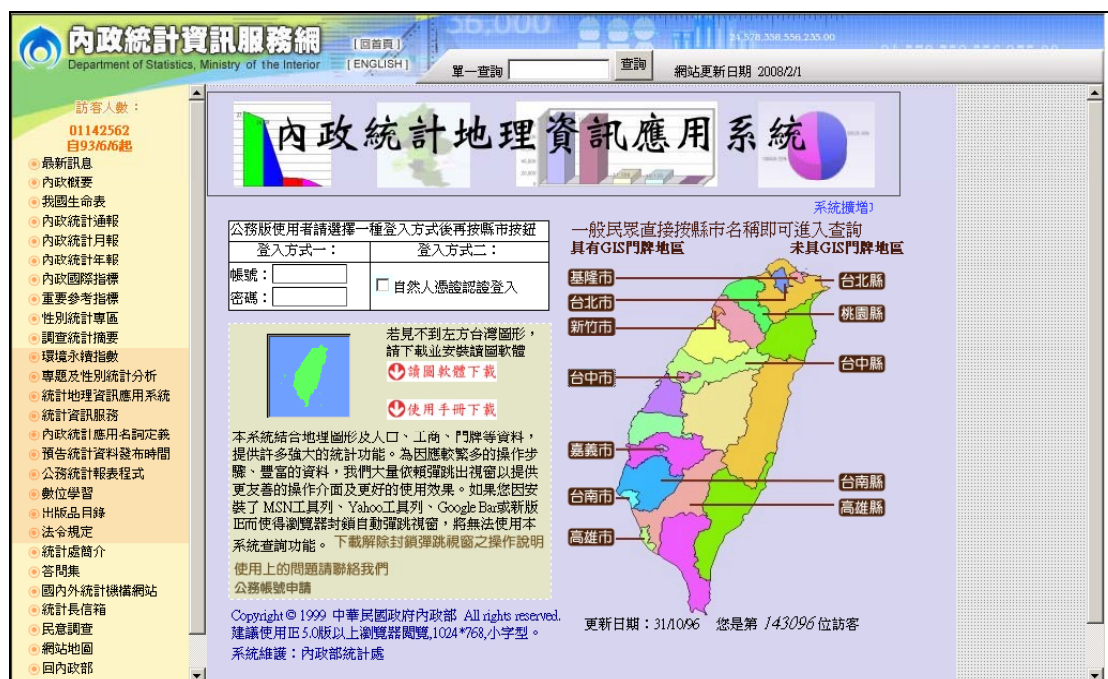 內政統計資訊服務網
Department of Statistics, Ministry of the Interior
[回首頁]
[ENGLISH]
單一查詢
查詢
網站更新日期 2008/2/1
訪客人數：
01142562
自93/6/6起
最新訊息
內政概要
我國生命表
內政統計通報
內政統計月報
內政統計年報
內政國際指標
重要參考指標
性別統計專區
調查統計摘要
環境永續指數
專題及性別統計分析
統計地理資訊應用系統
統計資訊服務
內政統計應用名詞定義
預告統計資料發布時間
公務統計報表程式
數位學習
出版品目錄
法令規定
統計處簡介
答問集
國內外統計機構網站
統計長信箱
民意調查
網站地圖
回內政部
內政統計地理資訊應用系統
系統擴增
公務版使用者請選擇一種登入方式後再按縣市按鈕
登入方式一：
登入方式二：
帳號：
密碼：
自然人憑證認證登入
若見不到左方台灣圖形，
請下載並安裝讀圖軟體
讀圖軟體下載
使用手冊下載
本系統結合地理圖形及人口、工商、門牌等資料，
提供許多強大的統計功能。為因應較繁多的操作步
驟、豐富的資料，我們大量依賴彈跳出視窗以提供
更友善的操作介面及更好的使用效果。如果您因安
裝了MSN工具列、Yahoo工具列、Google Bar或新版
IE而使得瀏覽器封鎖自動彈跳視窗，將無法使用本
系統查詢功能。 下載解除封鎖彈跳視窗之操作說明
使用上的問題請聯絡我們
公務帳號申請
Copyright © 1999 中華民國政府內政部 All rights reserved.
建議使用IE 5.0版以上瀏覽器閱覽,1024*768,小字型。
系統維護：內政部統計處
一般民眾直接按縣市名稱即可進入查詢
具有GIS門牌地區
未具GIS門牌地區
基隆市
台北市
新竹市
台中市
嘉義市
台南市
高雄市
台北縣
桃園縣
台中縣
台南縣
高雄縣
更新日期：31/10/96 您是第 143096 位訪客